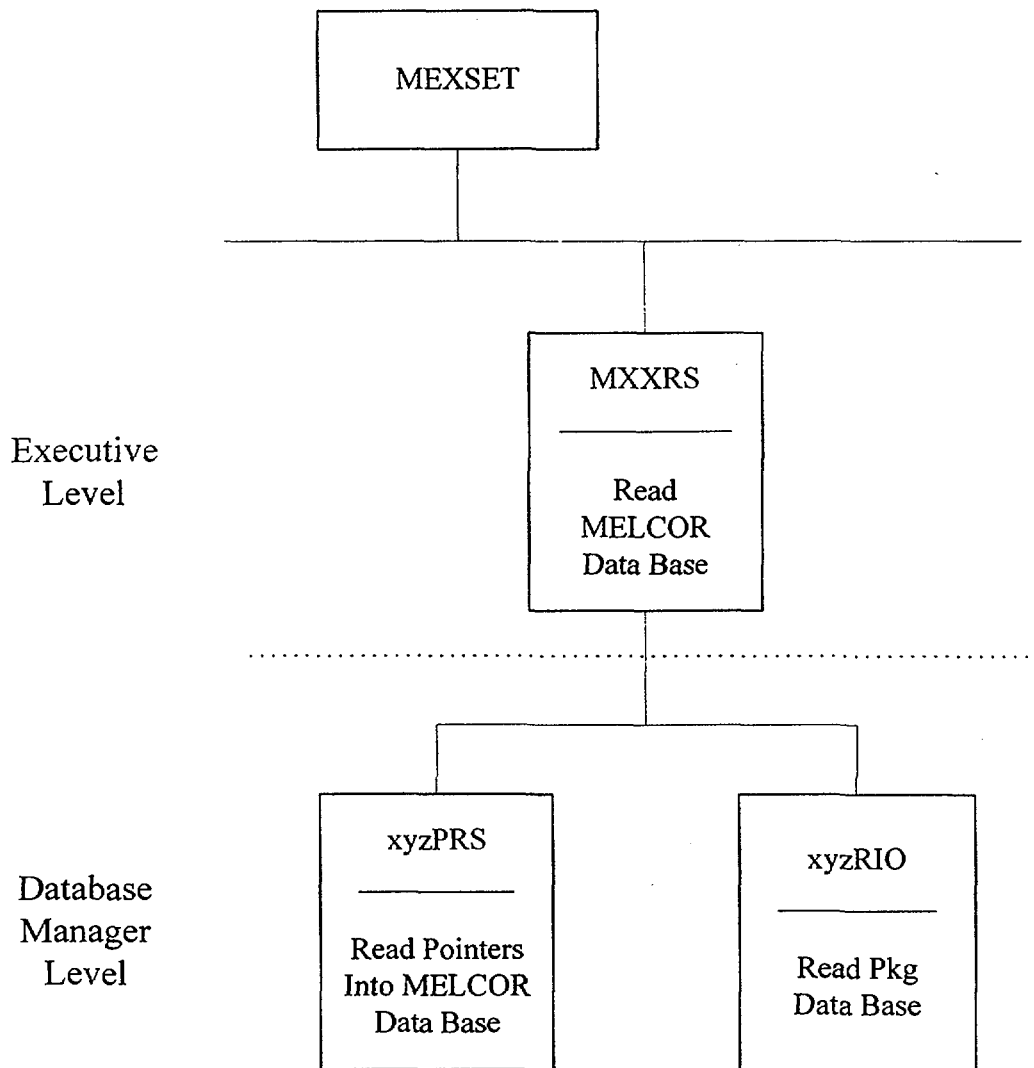 MEXSET
Executive
Level
MXXRS
Read
MELCOR
Data Base
Database
Manager
Level
xyzPRS
Read Pointers
Into MELCOR
Data Base
xyzRIO
Read Pkg
Data Base